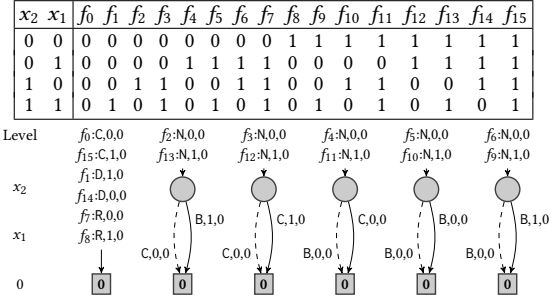 x₂ x₁ f₀ f₁ f₂ f₃ f₄ f₅ f₆ f₇ f₈ f₉ f₁₀ f₁₁ f₁₂ f₁₃ f₁₄ f₁₅
0 0 0 0 0 0 0 0 0 0 1 1 1 1 1 1 1 1
0 1 0 0 0 0 1 1 1 1 0 0 0 0 1 1 1 1
1 0 0 0 1 1 0 0 1 1 0 0 1 1 0 0 1 1
1 1 0 1 0 1 0 1 0 1 0 1 0 1 0 1 0 1
Level f₀:C,0,0 f₂:N,0,0 f₃:N,0,0 f₄:N,0,0 f₅:N,0,0 f₆:N,0,0
f₁₅:C,1,0 f₁₃:N,1,0 f₁₂:N,1,0 f₁₁:N,1,0 f₁₀:N,1,0 f₉:N,1,0
f₁:D,1,0
x₂ f₁₄:D,0,0
f₇:R,0,0 B,1,0 C,1,0 C,0,0 B,0,0 B,1,0
x₁ f₈:R,1,0
C,0,0 C,0,0 B,0,0 B,0,0 B,0,0
0 0 0 0 0 0 0